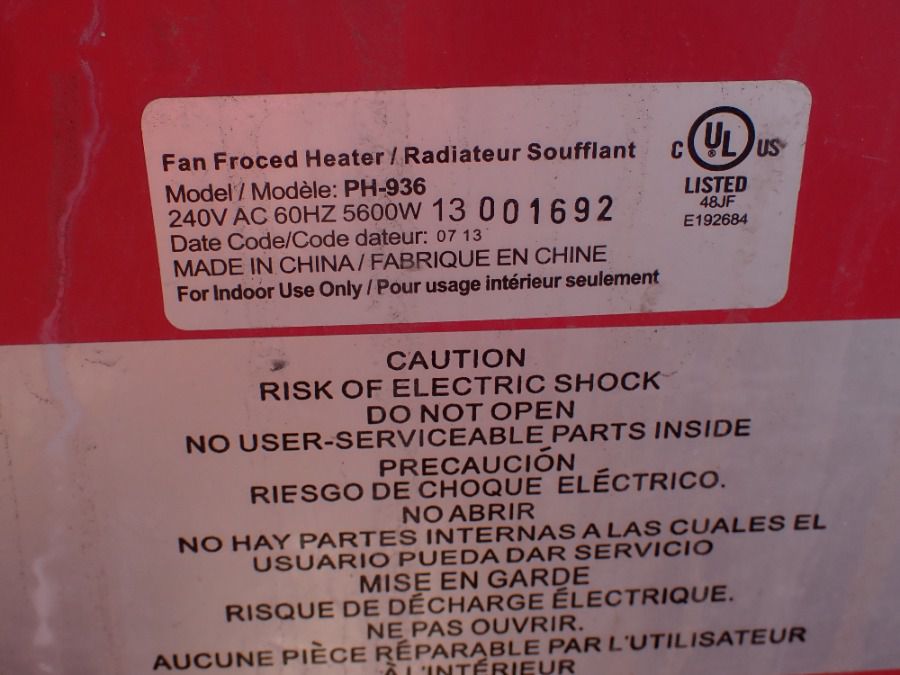 Fan Froced Heater / Radiateur Soufflant
Model / Modèle: PH-936
240V AC 60HZ 5600W 13 001692
Date Code/Code dateur: 07 13
MADE IN CHINA / FABRIQUE EN CHINE
For Indoor Use Only / Pour usage intérieur seulement
C UL US
LISTED
48JF
E192684
CAUTION
RISK OF ELECTRIC SHOCK
DO NOT OPEN
NO USER-SERVICEABLE PARTS INSIDE
PRECAUCIÓN
RIESGO DE CHOQUE ELÉCTRICO.
NO ABRIR
NO HAY PARTES INTERNAS A LAS CUALES EL
USUARIO PUEDA DAR SERVICIO
MISE EN GARDE
RISQUE DE DÉCHARGE ÉLECTRIQUE.
NE PAS OUVRIR.
AUCUNE PIÈCE RÉPARABLE PAR L'UTILISATEUR
À L'INTÉRIEUR